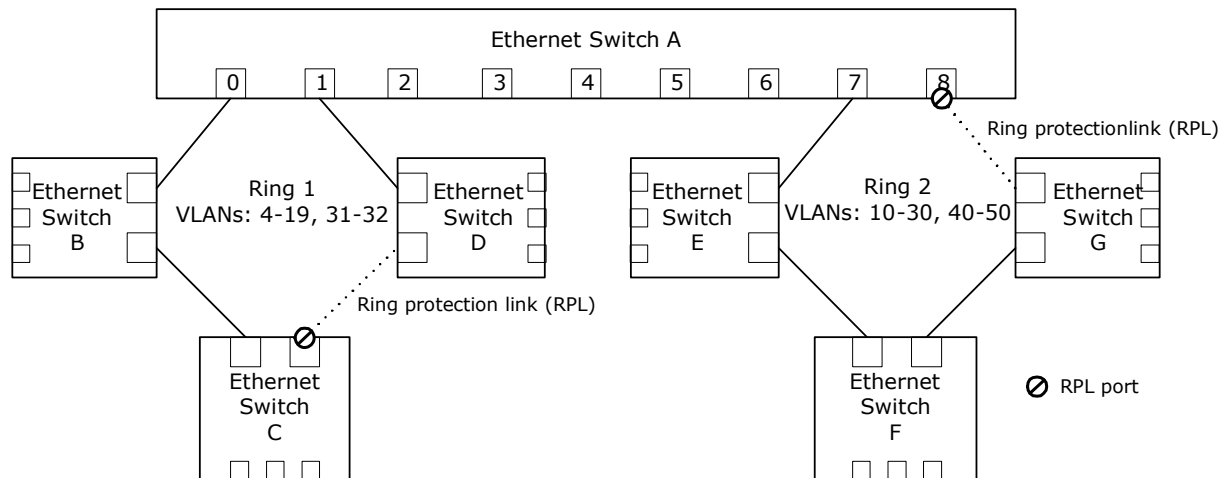 Ethernet Switch A
0 1 2 3 4 5 6 7 8
Ring protectionlink (RPL)
Ethernet
Switch
B
Ring 1
VLANs: 4-19, 31-32
Ethernet
Switch
D
Ethernet
Switch
E
Ring 2
VLANs: 10-30, 40-50
Ethernet
Switch
G
Ring protection link (RPL)
Ethernet
Switch
C
Ethernet
Switch
F
RPL port